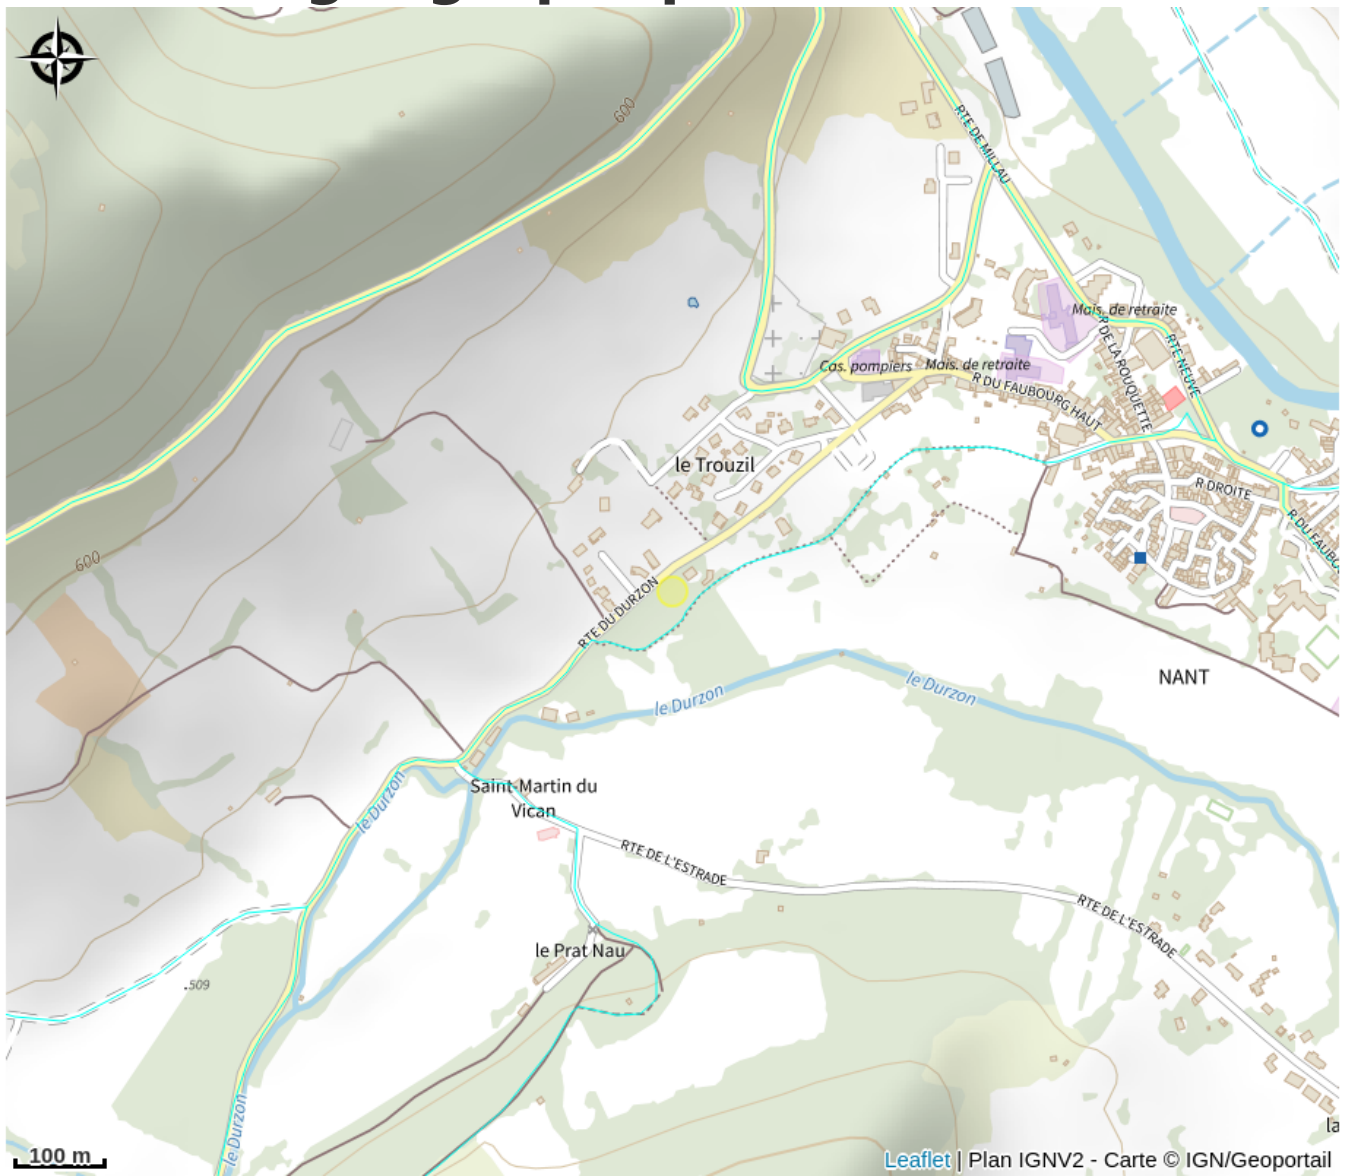 600
RTE DE MILLAU
Mais. de retraite
R DE LA ROUQUETTE
RTE NEUVE
Cas. pompiers
Mais. de retraite
R DU FAUBOURG HAUT
le Trouzil
R DROITE
R DU FAUBO
600
RTE DU DURZON
NANT
le Durzon
le Durzon
le Durzon
Saint-Martin du
Vican
RTE DE L'ESTRADE
RTE DE L'ESTRADE
le Prat Nau
.509
le Durzon
la
100 m
Leaflet | Plan IGNV2 - Carte © IGN/Geoportail